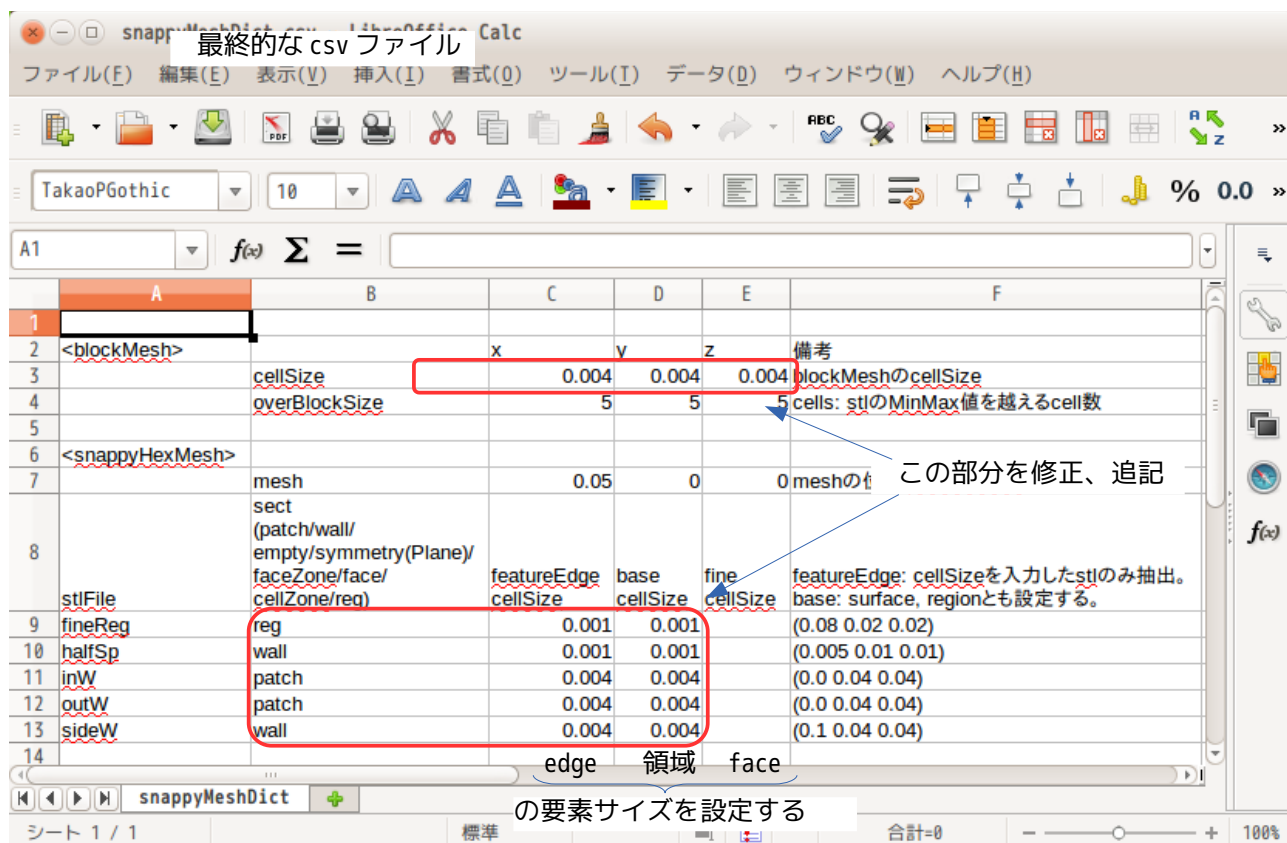 snappyMeshDict.csv - LibreOffice Calc
最終的な csv ファイル
ファイル(F) 編集(E) 表示(V) 挿入(I) 書式(O) ツール(T) データ(D) ウィンドウ(W) ヘルプ(H)
PDF ABC A Z »
TakaoPGothic 10 A A A a % 0.0 »
A1 f(x) Σ =
A B C D E F
1
2 <blockMesh> x y z 備考
3 cellSize 0.004 0.004 0.004 blockMeshのcellSize
4 overBlockSize 5 5 5 cells: stlのMinMax値を越えるcell数
5
6 <snappyHexMesh>
この部分を修正、追記
7 mesh 0.05 0 0 meshの
sect
(patch/wall/
empty/symmetry(Plane)/
faceZone/face/ featureEdge base fine featureEdge: cellSizeを入力したstlのみ抽出。
8 stlFile cellZone/reg) cellSize cellSize cellSize base: surface, regionとも設定する。
f(x)
9 fineReg reg 0.001 0.001 (0.08 0.02 0.02)
10 halfSp wall 0.001 0.001 (0.005 0.01 0.01)
11 inW patch 0.004 0.004 (0.0 0.04 0.04)
12 outW patch 0.004 0.004 (0.0 0.04 0.04)
13 sideW wall 0.004 0.004 (0.1 0.04 0.04)
14
edge 領域 face
の要素サイズを設定する
snappyMeshDict
シート 1 / 1 標準 合計=0 100%